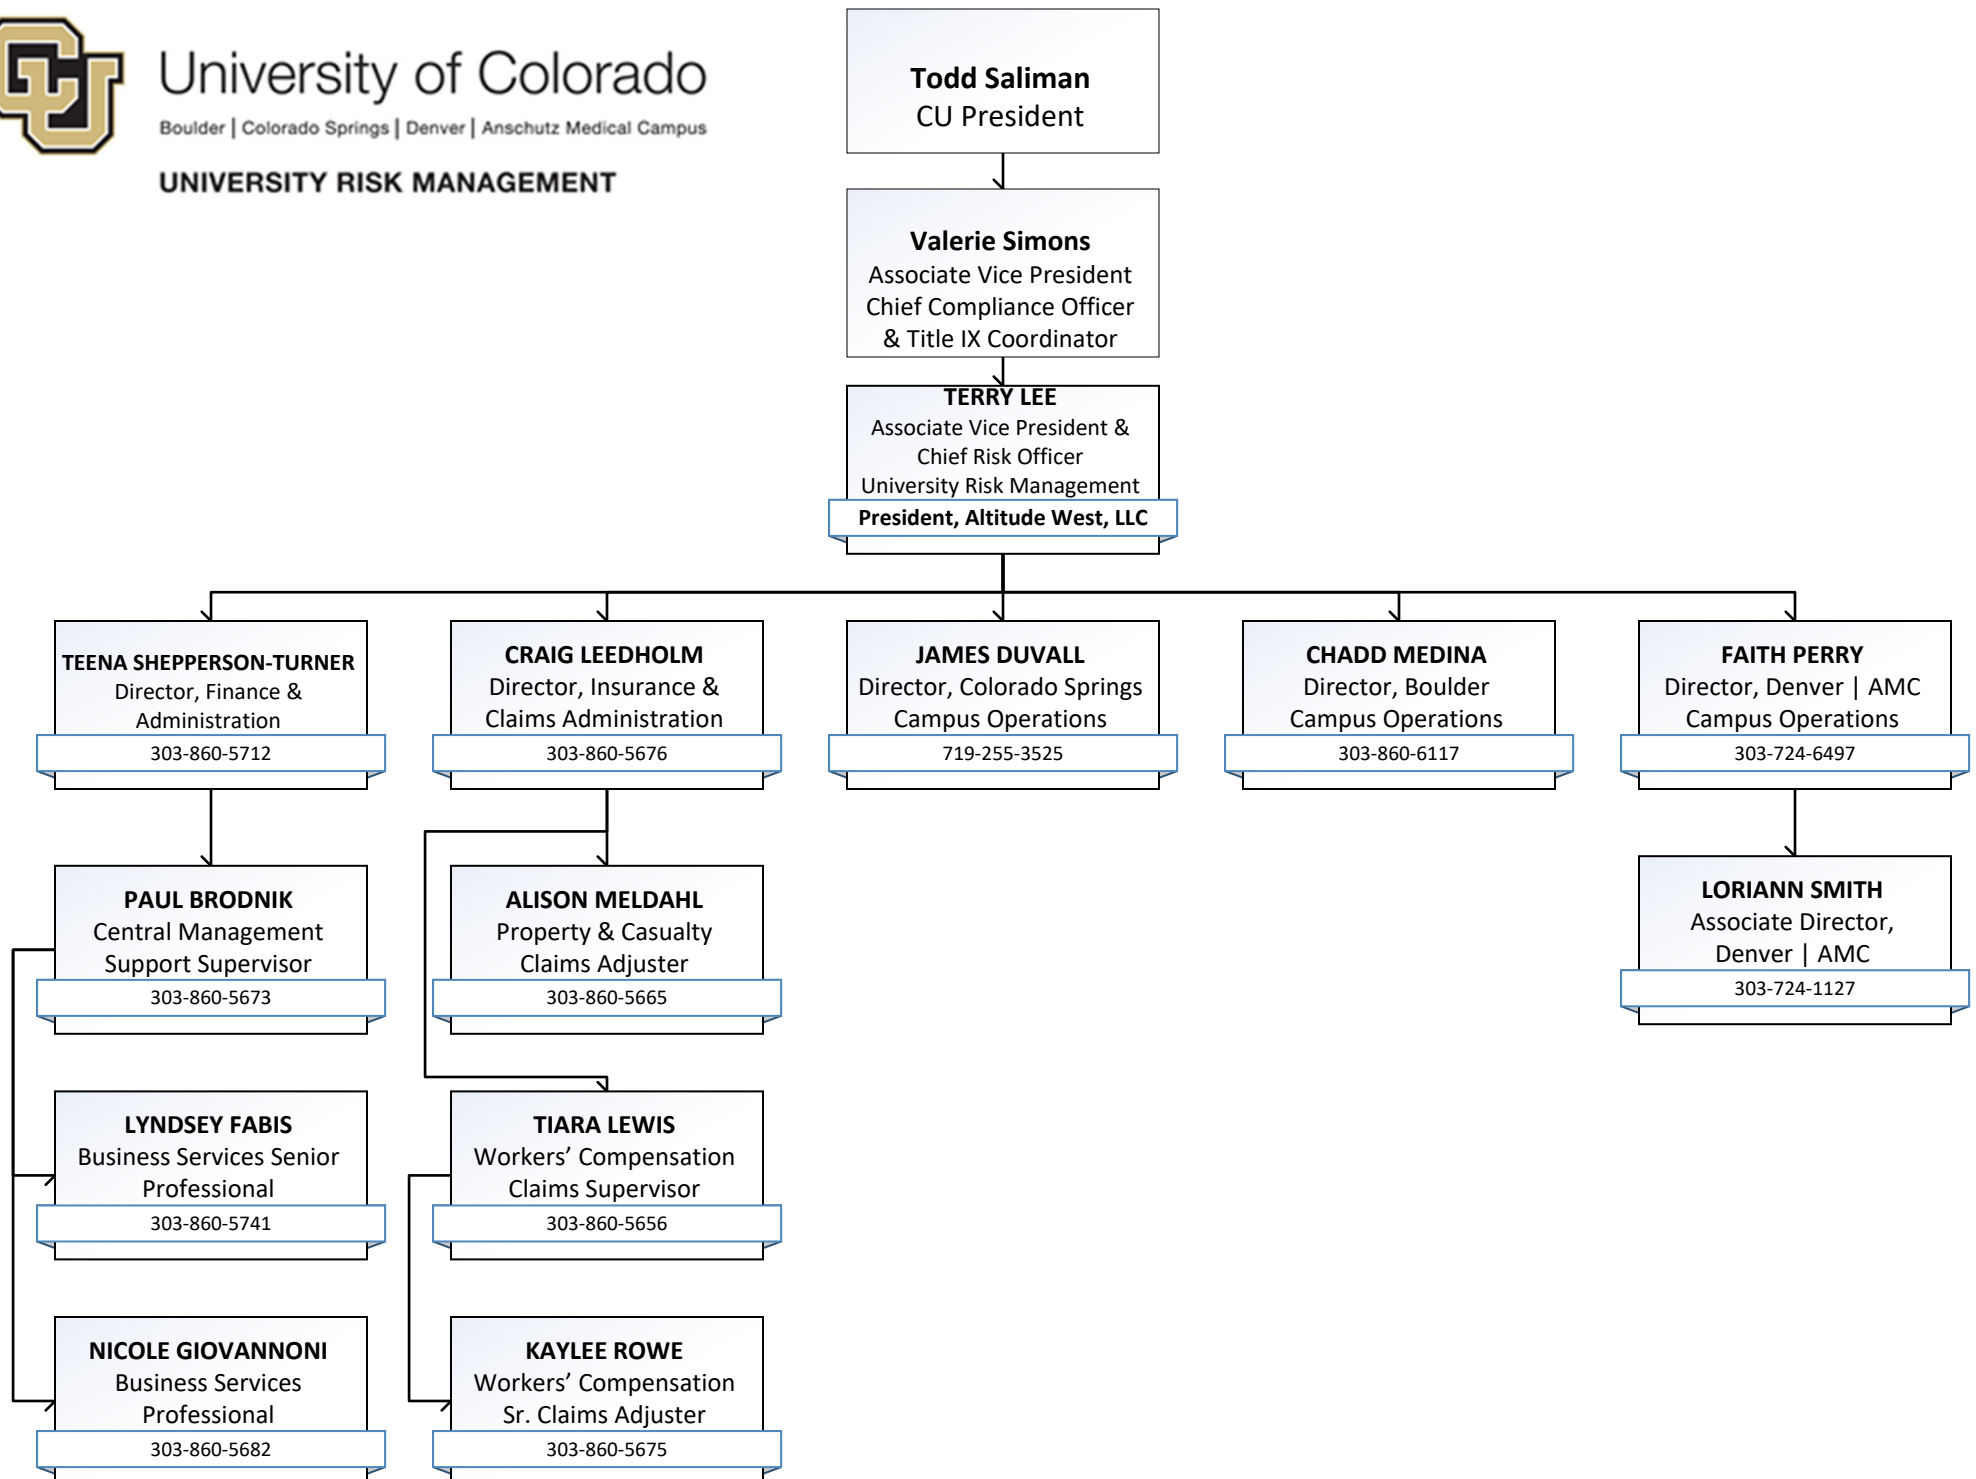 CU
University of Colorado
Boulder | Colorado Springs | Denver | Anschutz Medical Campus
UNIVERSITY RISK MANAGEMENT
Todd Saliman
CU President
Valerie Simons
Associate Vice President
Chief Compliance Officer
& Title IX Coordinator
TERRY LEE
Associate Vice President &
Chief Risk Officer
University Risk Management
President, Altitude West, LLC
TEENA SHEPPERSON-TURNER
Director, Finance &
Administration
303-860-5712
CRAIG LEEDHOLM
Director, Insurance &
Claims Administration
303-860-5676
JAMES DUVALL
Director, Colorado Springs
Campus Operations
719-255-3525
CHADD MEDINA
Director, Boulder
Campus Operations
303-860-6117
FAITH PERRY
Director, Denver | AMC
Campus Operations
303-724-6497
PAUL BRODNIK
Central Management
Support Supervisor
303-860-5673
ALISON MELDAHL
Property & Casualty
Claims Adjuster
303-860-5665
LORIANN SMITH
Associate Director,
Denver | AMC
303-724-1127
LYNDSEY FABIS
Business Services Senior
Professional
303-860-5741
TIARA LEWIS
Workers’ Compensation
Claims Supervisor
303-860-5656
NICOLE GIOVANNONI
Business Services
Professional
303-860-5682
KAYLEE ROWE
Workers’ Compensation
Sr. Claims Adjuster
303-860-5675